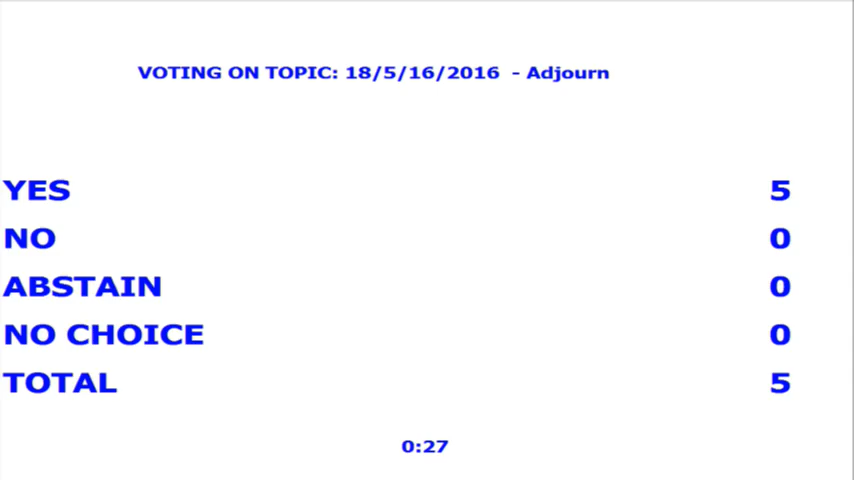 VOTING ON TOPIC: 18/5/16/2016 - Adjourn
YES 5
NO 0
ABSTAIN 0
NO CHOICE 0
TOTAL 5
0:27